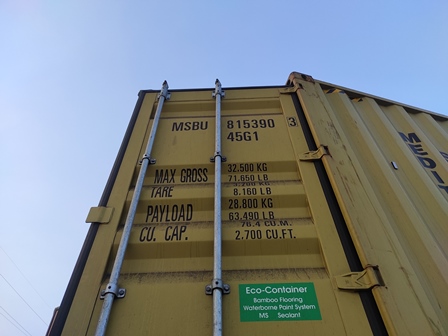 MSBU 815390 3
45G1
MAX GROSS 32.500 KG
71.650 LB
TARE 3.700 KG
8.160 LB
PAYLOAD 28.800 KG
63.490 LB
CU. CAP. 76.4 CU.M.
2.700 CU.FT.
Eco-Container
Bamboo Flooring
Waterborne Paint System
MS Sealant
MEDI